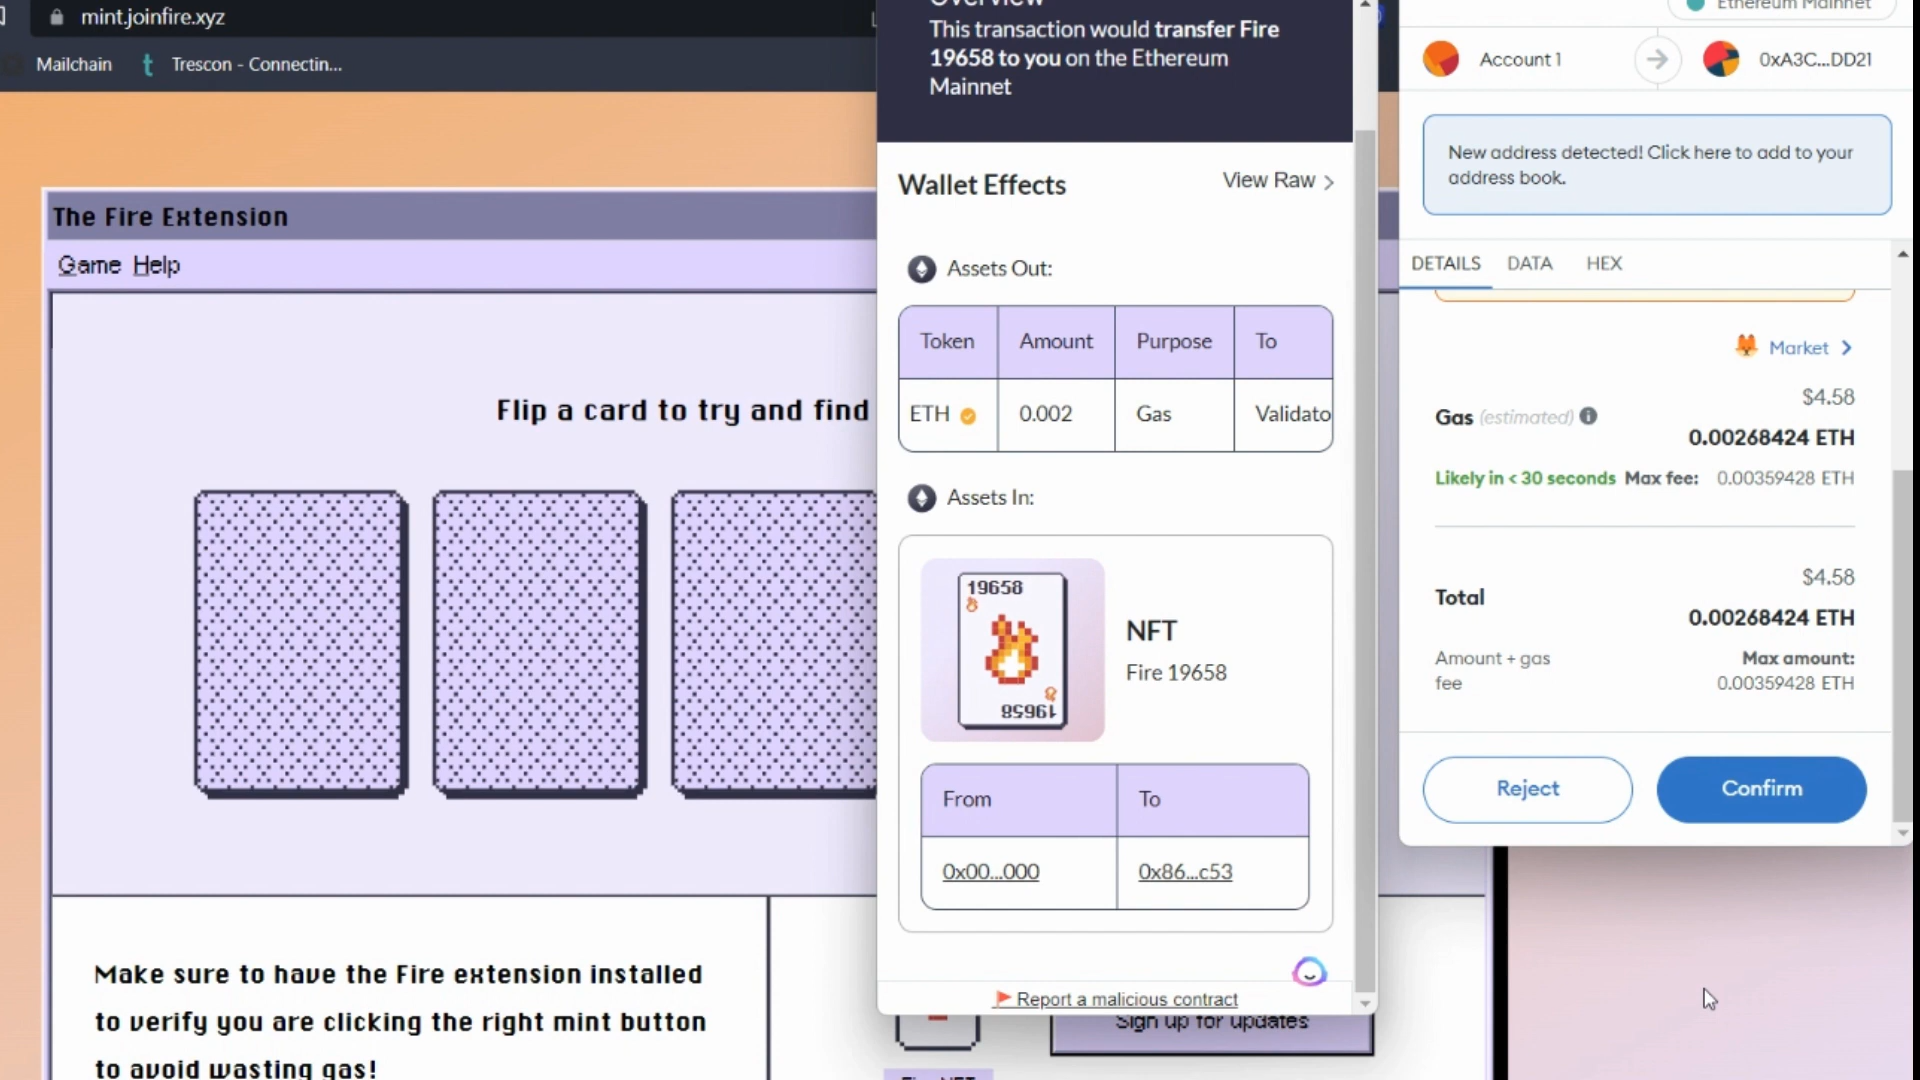 mint.joinfire.xyz
Mailchain
Trescon - Connectin...
The Fire Extension
Game Help
Flip a card to try and find
Make sure to have the Fire extension installed
to verify you are clicking the right mint button
to avoid wasting gas!
Overview
This transaction would transfer Fire
19658 to you on the Ethereum
Mainnet
Wallet Effects
View Raw
Assets Out:
Token Amount Purpose To
ETH 0.002 Gas Validato
Assets In:
19658
19658
NFT
Fire 19658
From To
0x00...000 0x86...c53
Report a malicious contract
Sign up for updates
Ethereum Mainnet
Account 1
0xA3C...DD21
New address detected! Click here to add to your
address book.
DETAILS DATA HEX
Market
$4.58
Gas (estimated)
0.00268424 ETH
Likely in < 30 seconds Max fee: 0.00359428 ETH
$4.58
Total
0.00268424 ETH
Amount + gas
fee
Max amount:
0.00359428 ETH
Reject
Confirm